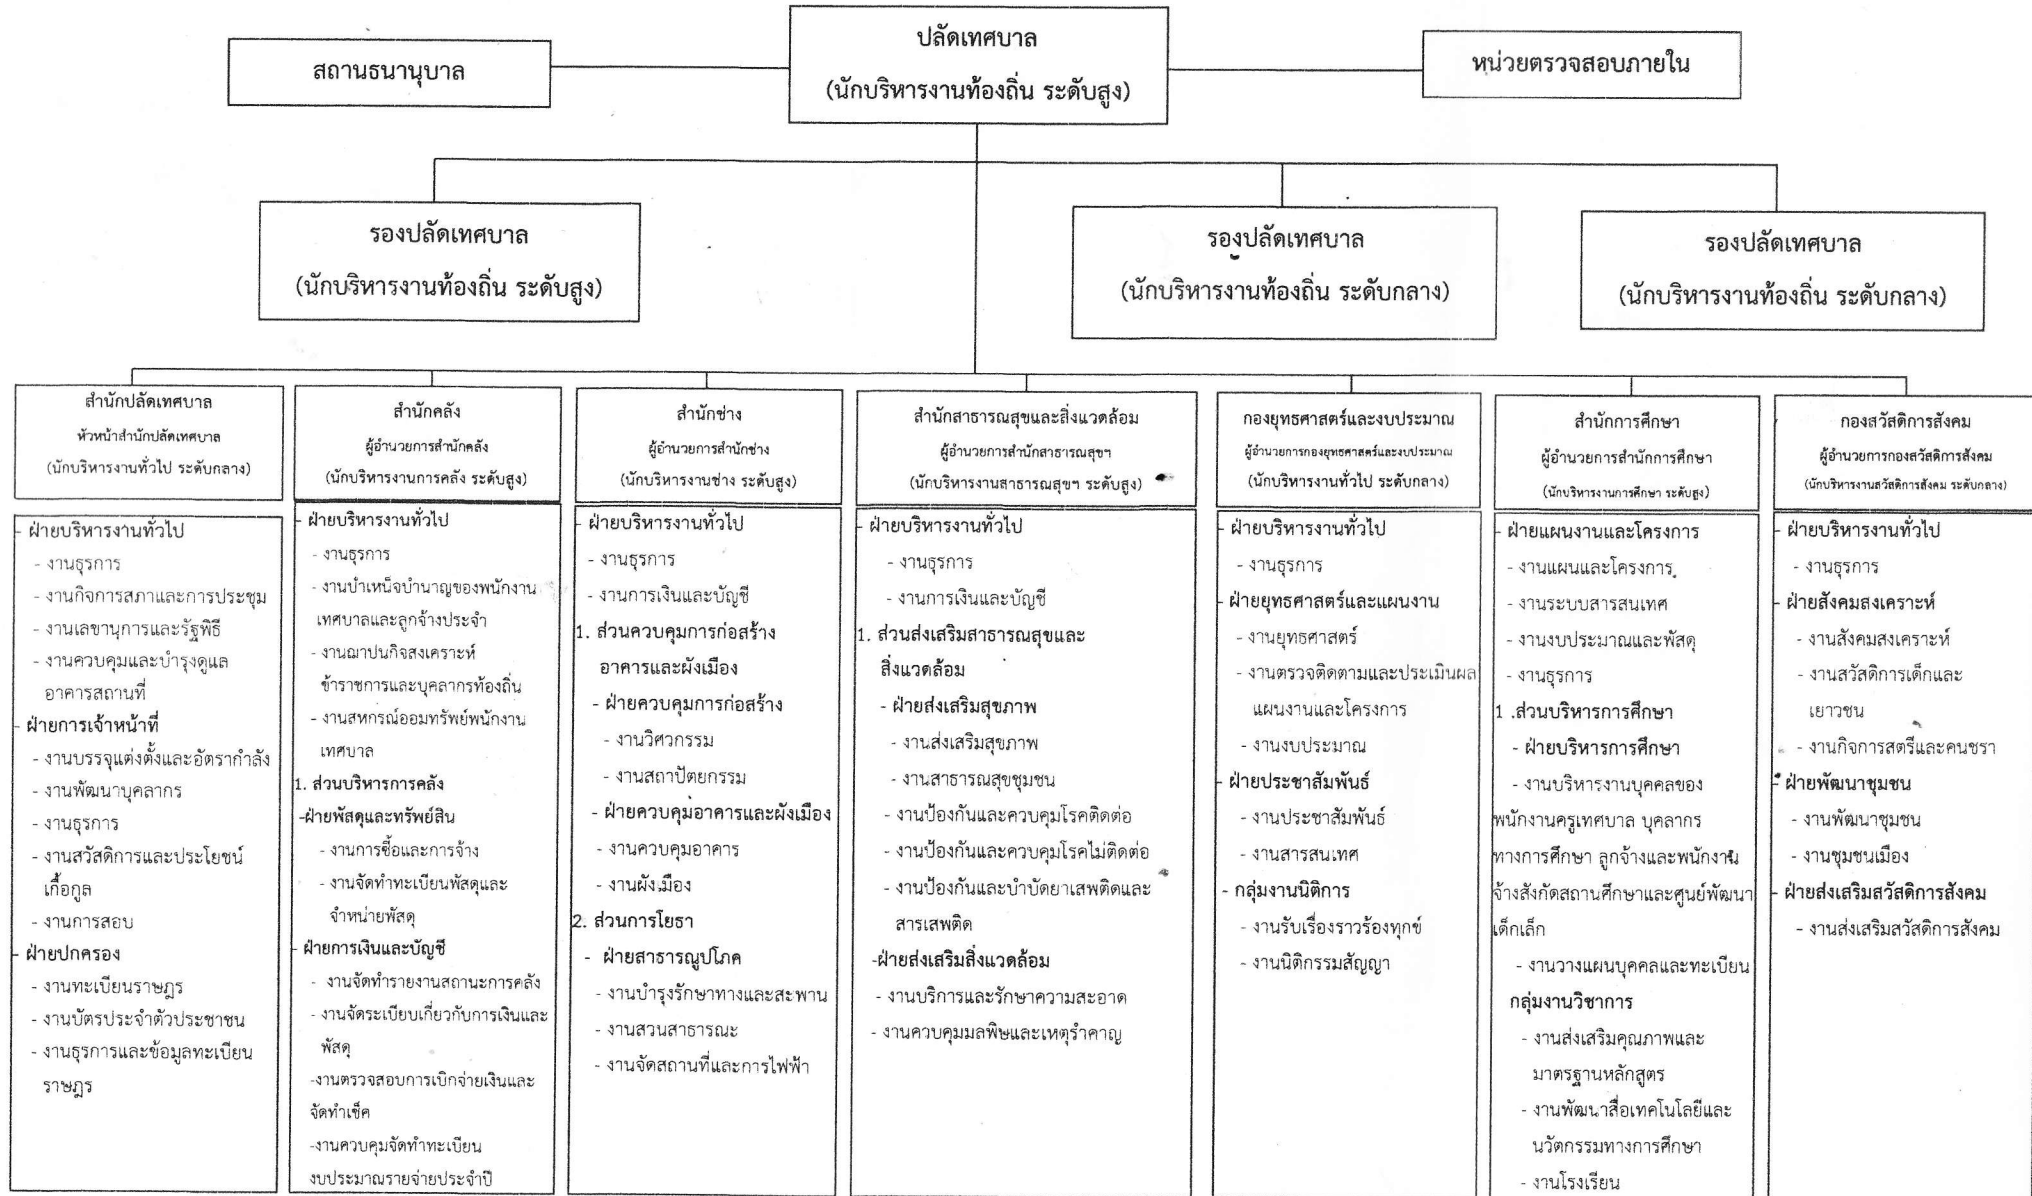 ปลัดเทศบาล
(นักบริหารงานท้องถิ่น ระดับสูง)
สถานธนานุบาล
หน่วยตรวจสอบภายใน
รองปลัดเทศบาล
(นักบริหารงานท้องถิ่น ระดับสูง)
รองปลัดเทศบาล
(นักบริหารงานท้องถิ่น ระดับกลาง)
รองปลัดเทศบาล
(นักบริหารงานท้องถิ่น ระดับกลาง)
สำนักปลัดเทศบาล
หัวหน้าสำนักปลัดเทศบาล
(นักบริหารงานทั่วไป ระดับกลาง)
- ฝ่ายบริหารงานทั่วไป
- งานธุรการ
- งานกิจการสภาและการประชุม
- งานเลขานุการและรัฐพิธี
- งานควบคุมและบำรุงดูแล
อาคารสถานที่
- ฝ่ายการเจ้าหน้าที่
- งานบรรจุแต่งตั้งและอัตรากำลัง
- งานพัฒนาบุคลากร
- งานธุรการ
- งานสวัสดิการและประโยชน์
เกื้อกูล
- งานการสอบ
- ฝ่ายปกครอง
- งานทะเบียนราษฎร
- งานบัตรประจำตัวประชาชน
- งานธุรการและข้อมูลทะเบียน
ราษฎร
สำนักคลัง
ผู้อำนวยการสำนักคลัง
(นักบริหารงานการคลัง ระดับสูง)
- ฝ่ายบริหารงานทั่วไป
- งานธุรการ
- งานบำเหน็จบำนาญของพนักงาน
เทศบาลและลูกจ้างประจำ
- งานฌาปนกิจสงเคราะห์
ข้าราชการและบุคลากรท้องถิ่น
- งานสหกรณ์ออมทรัพย์พนักงาน
เทศบาล
1. ส่วนบริหารการคลัง
-ฝ่ายพัสดุและทรัพย์สิน
- งานการซื้อและการจ้าง
- งานจัดทำทะเบียนพัสดุและ
จำหน่ายพัสดุ
- ฝ่ายการเงินและบัญชี
- งานจัดทำรายงานสถานะการคลัง
- งานจัดระเบียบเกี่ยวกับการเงินและ
พัสดุ
-งานตรวจสอบการเบิกจ่ายเงินและ
จัดทำเช็ค
-งานควบคุมจัดทำทะเบียน
งบประมาณรายจ่ายประจำปี
สำนักช่าง
ผู้อำนวยการสำนักช่าง
(นักบริหารงานช่าง ระดับสูง)
- ฝ่ายบริหารงานทั่วไป
- งานธุรการ
- งานการเงินและบัญชี
1. ส่วนควบคุมการก่อสร้าง
อาคารและผังเมือง
- ฝ่ายควบคุมการก่อสร้าง
- งานวิศวกรรม
- งานสถาปัตยกรรม
- ฝ่ายควบคุมอาคารและผังเมือง
- งานควบคุมอาคาร
- งานผังเมือง
2. ส่วนการโยธา
- ฝ่ายสาธารณูปโภค
- งานบำรุงรักษาทางและสะพาน
- งานสวนสาธารณะ
- งานจัดสถานที่และการไฟฟ้า
สำนักสาธารณสุขและสิ่งแวดล้อม
ผู้อำนวยการสำนักสาธารณสุขฯ
(นักบริหารงานสาธารณสุขฯ ระดับสูง)
- ฝ่ายบริหารงานทั่วไป
- งานธุรการ
- งานการเงินและบัญชี
1. ส่วนส่งเสริมสาธารณสุขและ
สิ่งแวดล้อม
- ฝ่ายส่งเสริมสุขภาพ
- งานส่งเสริมสุขภาพ
- งานสาธารณสุขชุมชน
- งานป้องกันและควบคุมโรคติดต่อ
- งานป้องกันและควบคุมโรคไม่ติดต่อ
- งานป้องกันและบำบัดยาเสพติดและ
สารเสพติด
-ฝ่ายส่งเสริมสิ่งแวดล้อม
- งานบริการและรักษาความสะอาด
- งานควบคุมมลพิษและเหตุรำคาญ
กองยุทธศาสตร์และงบประมาณ
ผู้อำนวยการกองยุทธศาสตร์และงบประมาณ
(นักบริหารงานทั่วไป ระดับกลาง)
- ฝ่ายบริหารงานทั่วไป
- งานธุรการ
- ฝ่ายยุทธศาสตร์และแผนงาน
- งานยุทธศาสตร์
- งานตรวจติดตามและประเมินผล
แผนงานและโครงการ
- งานงบประมาณ
- ฝ่ายประชาสัมพันธ์
- งานประชาสัมพันธ์
- งานสารสนเทศ
- กลุ่มงานนิติการ
- งานรับเรื่องราวร้องทุกข์
- งานนิติกรรมสัญญา
สำนักการศึกษา
ผู้อำนวยการสำนักการศึกษา
(นักบริหารงานการศึกษา ระดับสูง)
- ฝ่ายแผนงานและโครงการ
- งานแผนและโครงการ
- งานระบบสารสนเทศ
- งานงบประมาณและพัสดุ
- งานธุรการ
1 .ส่วนบริหารการศึกษา
- ฝ่ายบริหารการศึกษา
- งานบริหารงานบุคคลของ
พนักงานครูเทศบาล บุคลากร
ทางการศึกษา ลูกจ้างและพนักงาน
จ้างสังกัดสถานศึกษาและศูนย์พัฒนา
เด็กเล็ก
- งานวางแผนบุคคลและทะเบียน
กลุ่มงานวิชาการ
- งานส่งเสริมคุณภาพและ
มาตรฐานหลักสูตร
- งานพัฒนาสื่อเทคโนโลยีและ
นวัตกรรมทางการศึกษา
- งานโรงเรียน
กองสวัสดิการสังคม
ผู้อำนวยการกองสวัสดิการสังคม
(นักบริหารงานสวัสดิการสังคม ระดับกลาง)
- ฝ่ายบริหารงานทั่วไป
- งานธุรการ
- ฝ่ายสังคมสงเคราะห์
- งานสังคมสงเคราะห์
- งานสวัสดิการเด็กและ
เยาวชน
- งานกิจการสตรีและคนชรา
- ฝ่ายพัฒนาชุมชน
- งานพัฒนาชุมชน
- งานชุมชนเมือง
- ฝ่ายส่งเสริมสวัสดิการสังคม
- งานส่งเสริมสวัสดิการสังคม